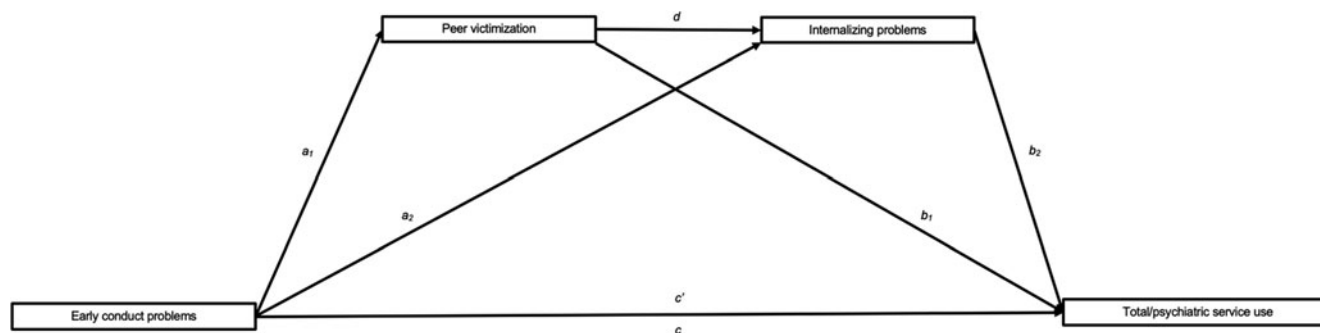 d
Peer victimization
Internalizing problems
a₁
b₂
a₂
b₁
c'
Early conduct problems
Total/psychiatric service use
c